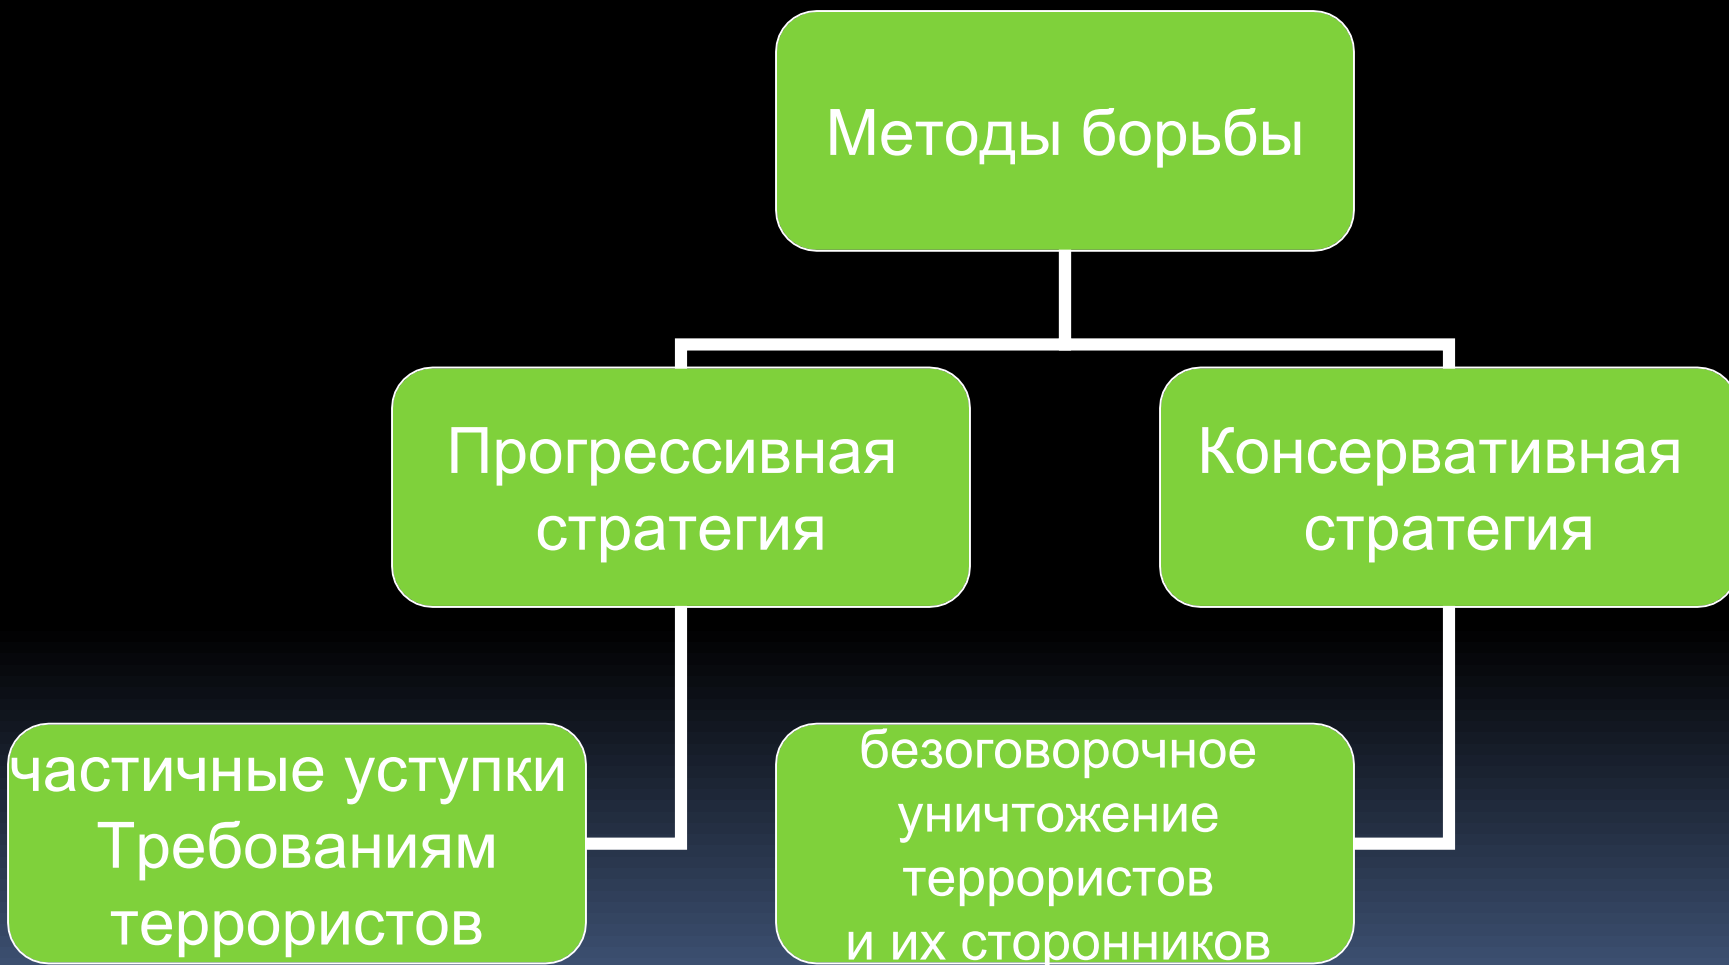 Методы борьбы
Прогрессивная
стратегия
Консервативная
стратегия
частичные уступки
Требованиям
террористов
безоговорочное
уничтожение
террористов
и их сторонников